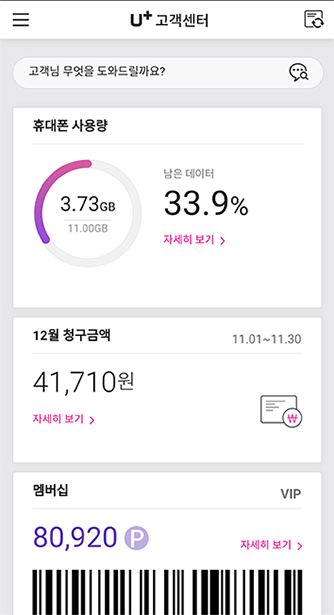 U+ 고객센터
고객님 무엇을 도와드릴까요?
휴대폰 사용량
3.73GB
11.00GB
남은 데이터
33.9%
자세히 보기 >
12월 청구금액
11.01~11.30
41,710원
자세히 보기 >
₩
멤버십
VIP
80,920 P
자세히 보기 >